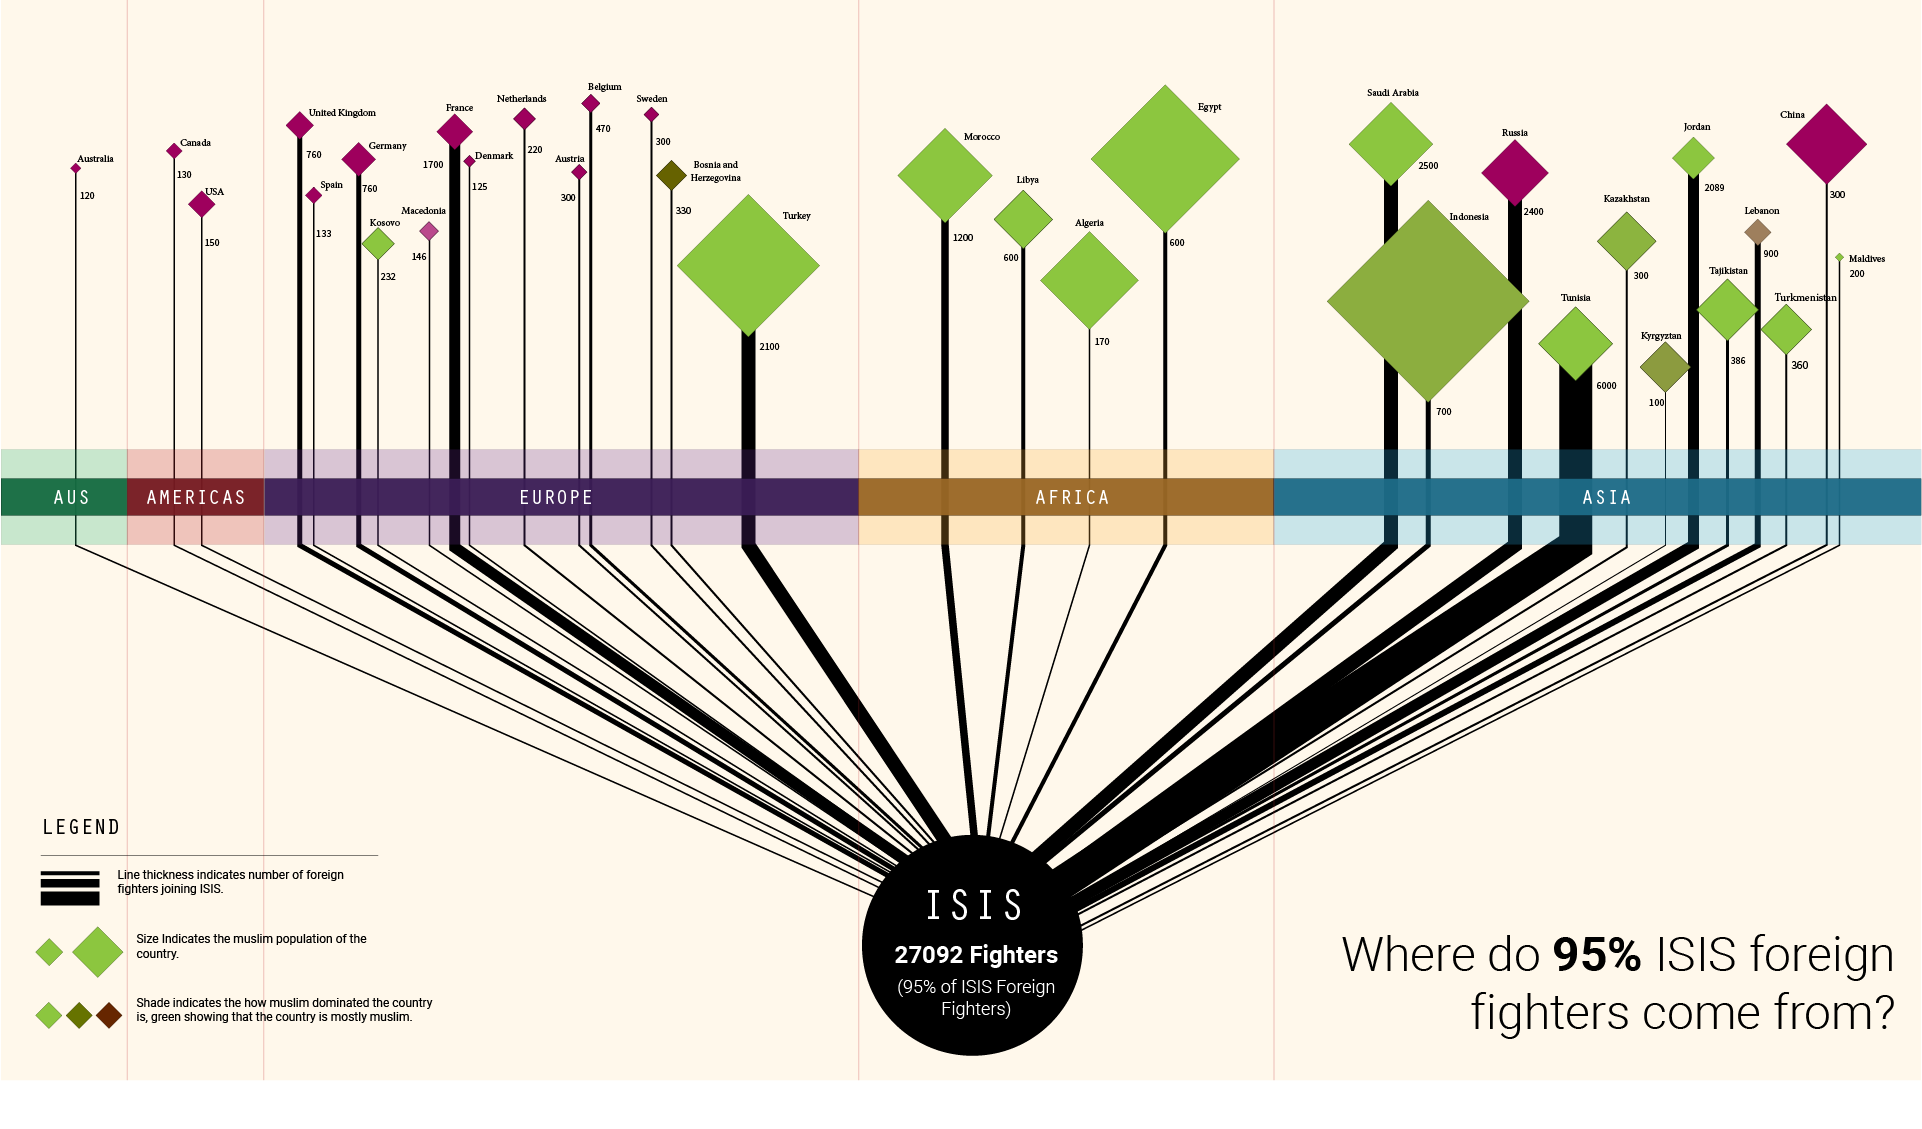 Australia
120
Canada
130
USA
150
United Kingdom
760
Spain
133
Germany
760
Kosovo
232
Macedonia
146
France
1700
Denmark
125
Netherlands
220
Austria
300
Belgium
470
Sweden
300
Bosnia and
Herzegovina
330
Turkey
2100
Morocco
1200
Libya
600
Algeria
170
Egypt
600
Saudi Arabia
2500
Indonesia
700
Russia
2400
Tunisia
6000
Kazakhstan
300
Kyrgyztan
100
Jordan
2089
Tajikistan
386
Lebanon
900
Turkmenistan
360
China
300
Maldives
200
AUS
AMERICAS
EUROPE
AFRICA
ASIA
LEGEND
Line thickness indicates number of foreign
fighters joining ISIS.
Size Indicates the muslim population of the
country.
Shade indicates the how muslim dominated the country
is, green showing that the country is mostly muslim.
ISIS
27092 Fighters
(95% of ISIS Foreign
Fighters)
Where do 95% ISIS foreign
fighters come from?